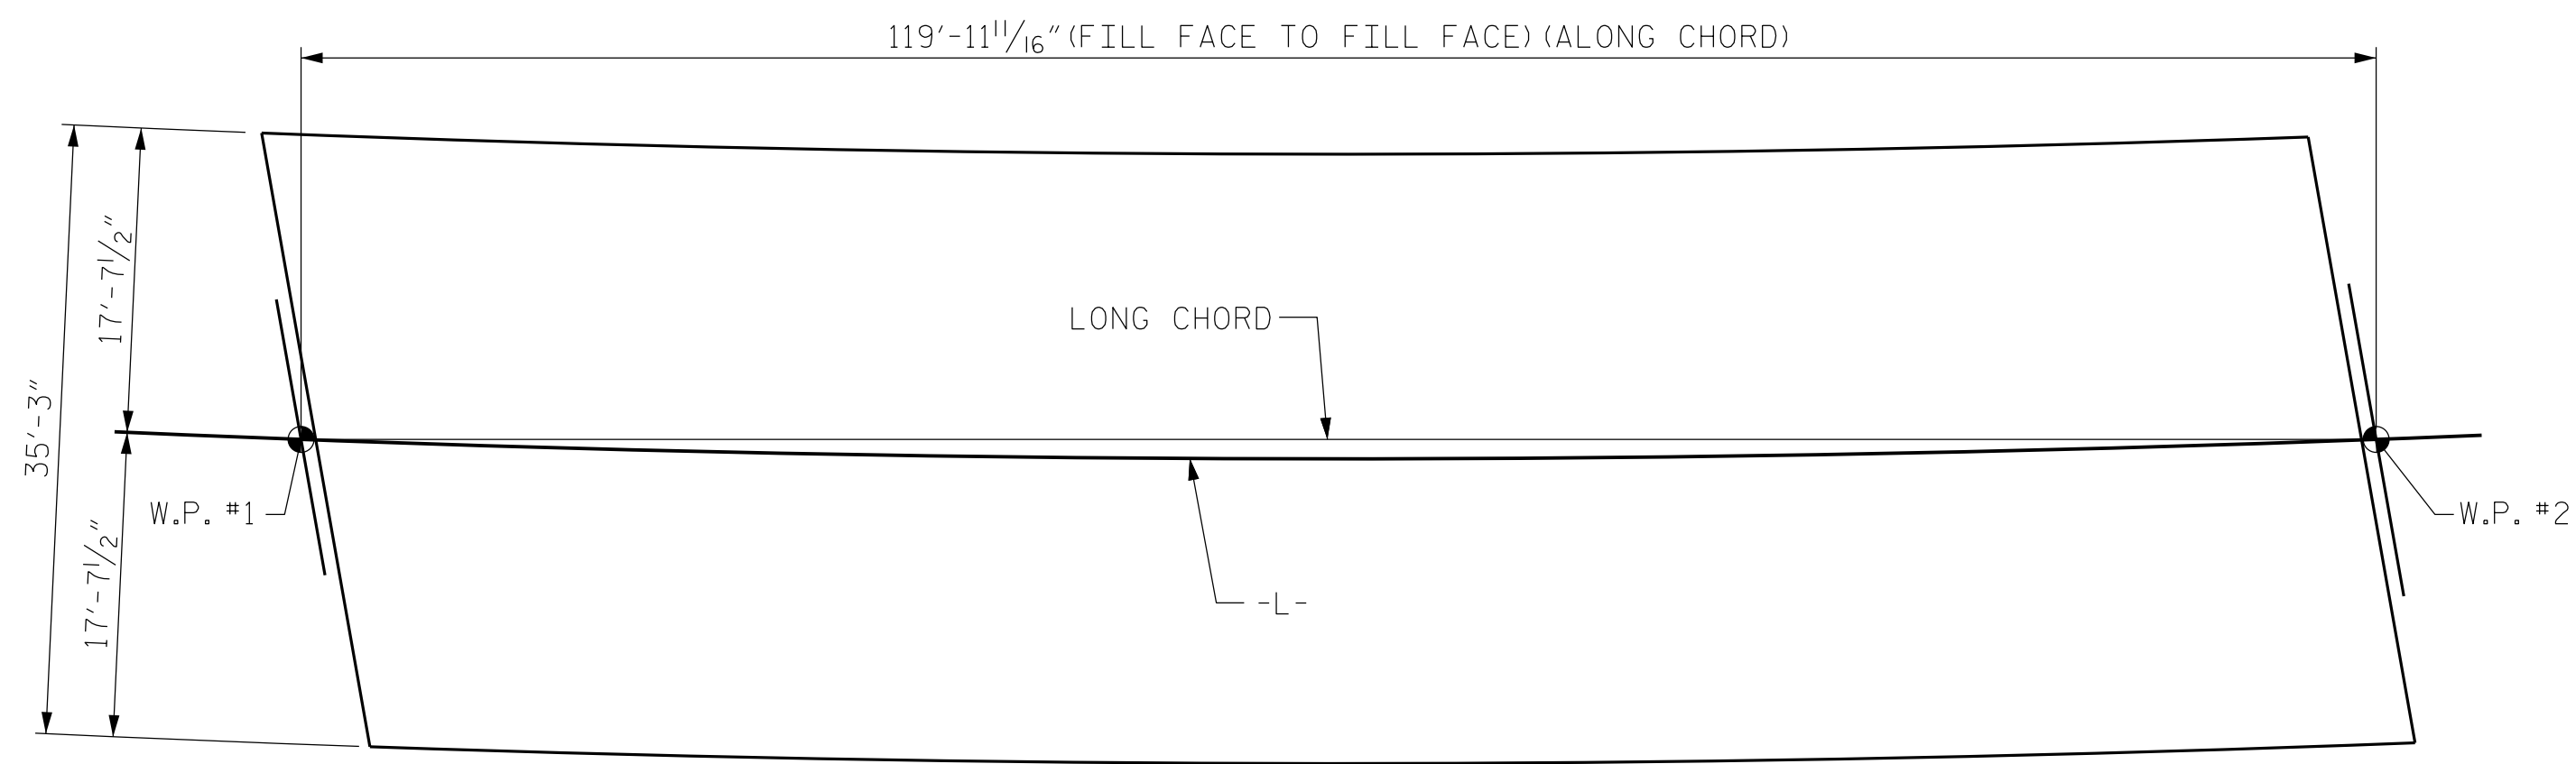 119'-11 11/16" (FILL FACE TO FILL FACE) (ALONG CHORD)
17'-7 1/2"
LONG CHORD
35'-3"
W.P. #1
W.P. #2
17'-7 1/2"
-L-